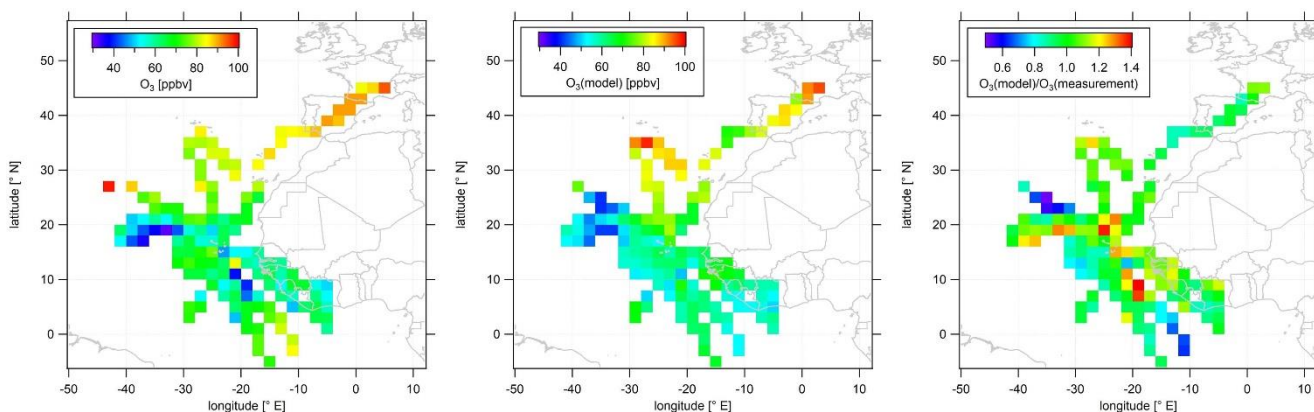 50
40
30
20
10
0
latitude [° N]
40 60 80 100
O₃ [ppbv]
-50 -40 -30 -20 -10 0 10
longitude [° E]
50
40
30
20
10
0
latitude [° N]
40 60 80 100
O₃(model) [ppbv]
-50 -40 -30 -20 -10 0 10
longitude [° E]
50
40
30
20
10
0
latitude [° N]
0.6 0.8 1.0 1.2 1.4
O₃(model)/O₃(measurement)
-50 -40 -30 -20 -10 0 10
longitude [° E]